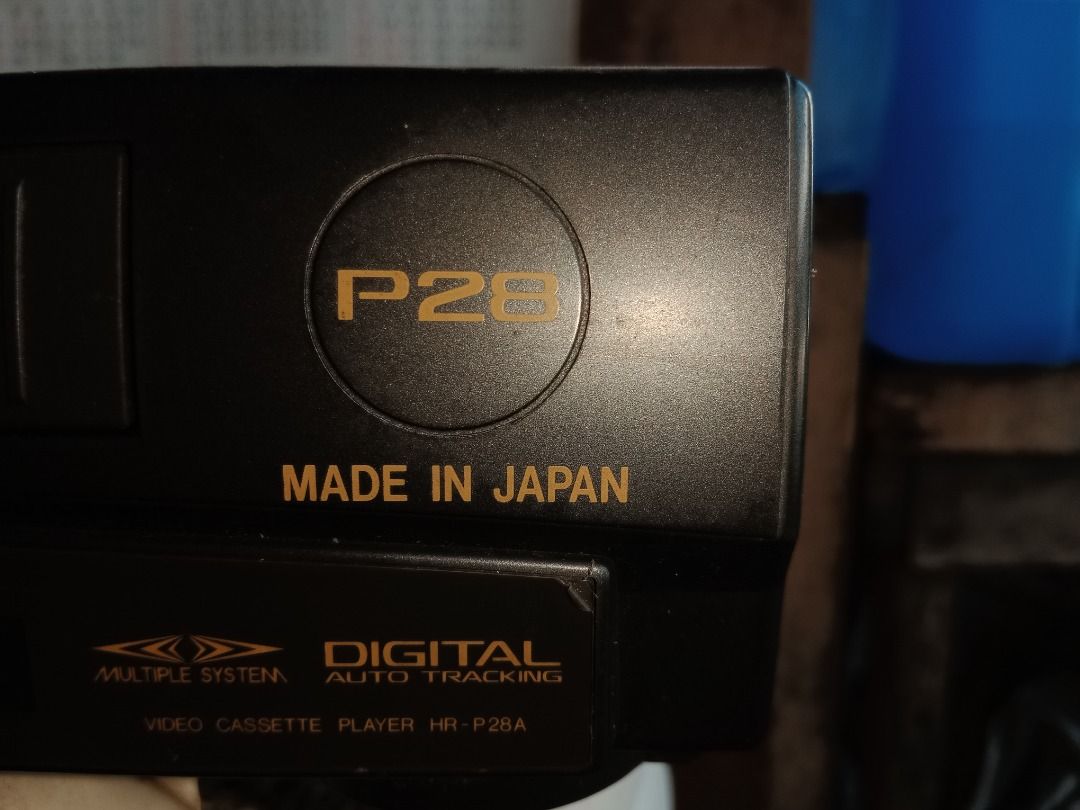 P28
MADE IN JAPAN
MULTIPLE SYSTEM
DIGITAL
AUTO TRACKING
VIDEO CASSETTE PLAYER HR-P28A